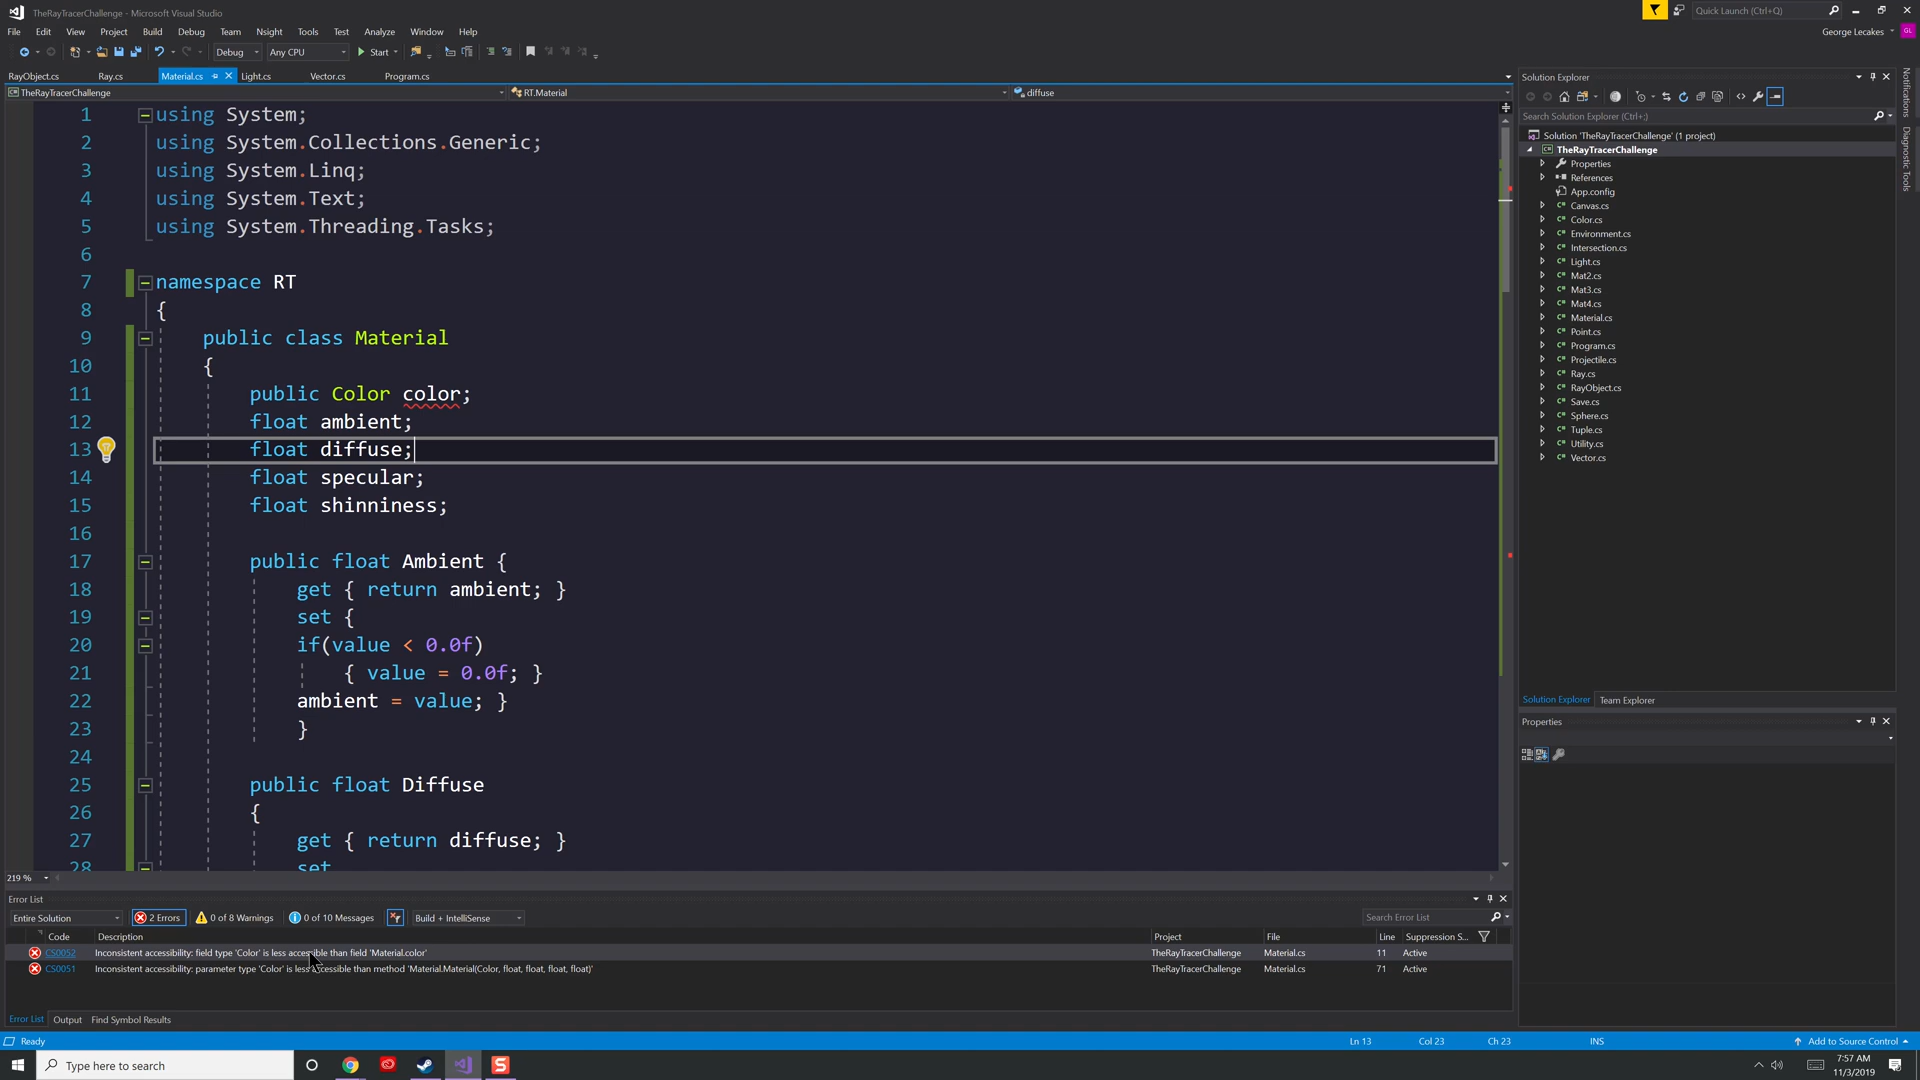 TheRayTracerChallenge - Microsoft Visual Studio
Quick Launch (Ctrl+Q)
File Edit View Project Build Debug Team Nsight Tools Test Analyze Window Help
George Lecakes GL
Debug Any CPU Start
RayObject.cs Ray.cs Material.cs Light.cs Vector.cs Program.cs
TheRayTracerChallenge RT.Material diffuse
1 using System;
2 using System.Collections.Generic;
3 using System.Linq;
4 using System.Text;
5 using System.Threading.Tasks;
6
7 namespace RT
8 {
9 public class Material
10 {
11 public Color color;
12 float ambient;
13 float diffuse;
14 float specular;
15 float shinniness;
16
17 public float Ambient {
18 get { return ambient; }
19 set {
20 if(value < 0.0f)
21 { value = 0.0f; }
22 ambient = value; }
23 }
24
25 public float Diffuse
26 {
27 get { return diffuse; }
28 set
219 %
Solution Explorer
Search Solution Explorer (Ctrl+;)
Solution 'TheRayTracerChallenge' (1 project)
TheRayTracerChallenge
Properties
References
App.config
Canvas.cs
Color.cs
Environment.cs
Intersection.cs
Light.cs
Mat2.cs
Mat3.cs
Mat4.cs
Material.cs
Point.cs
Program.cs
Projectile.cs
Ray.cs
RayObject.cs
Save.cs
Sphere.cs
Tuple.cs
Utility.cs
Vector.cs
Solution Explorer Team Explorer
Properties
Notifications
Diagnostic Tools
Error List
Entire Solution 2 Errors 0 of 8 Warnings 0 of 10 Messages Build + IntelliSense Search Error List
Code Description Project File Line Suppression S...
CS0052 Inconsistent accessibility: field type 'Color' is less accessible than field 'Material.color' TheRayTracerChallenge Material.cs 11 Active
CS0051 Inconsistent accessibility: parameter type 'Color' is less accessible than method 'Material.Material(Color, float, float, float, float)' TheRayTracerChallenge Material.cs 71 Active
Error List Output Find Symbol Results
Ready Ln 13 Col 23 Ch 23 INS Add to Source Control
Type here to search
7:57 AM
11/3/2019